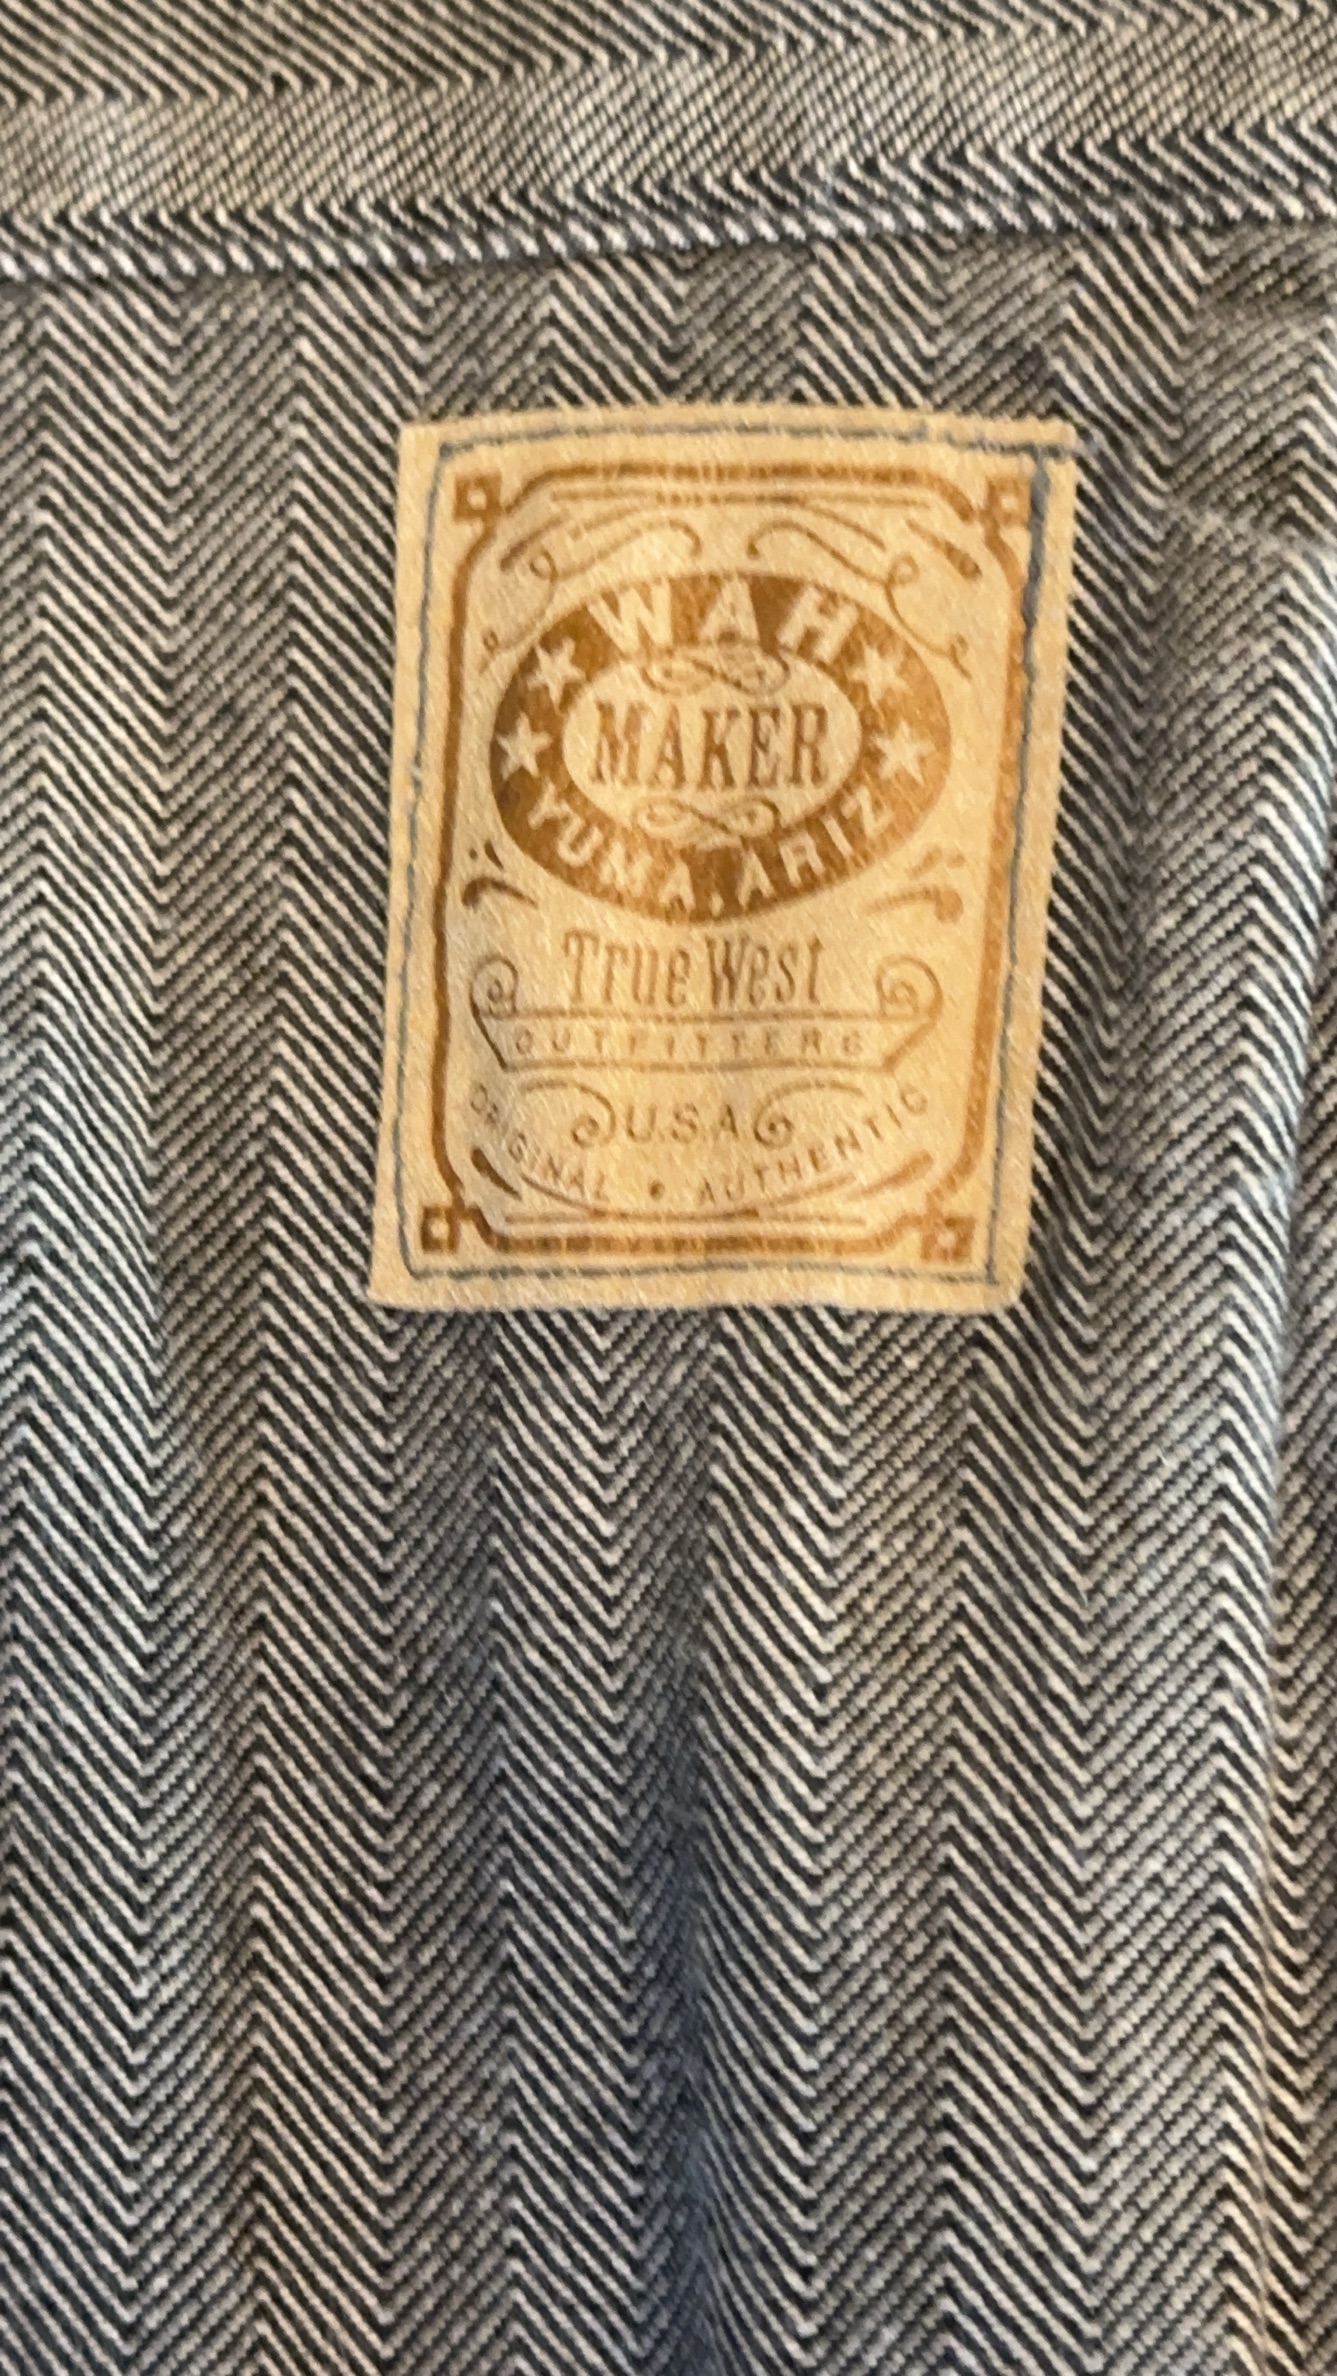 WAH
MAKER
YUMA, ARIZ
True West
OUTFITTERS
U.S.A
ORIGINAL • AUTHENTIC